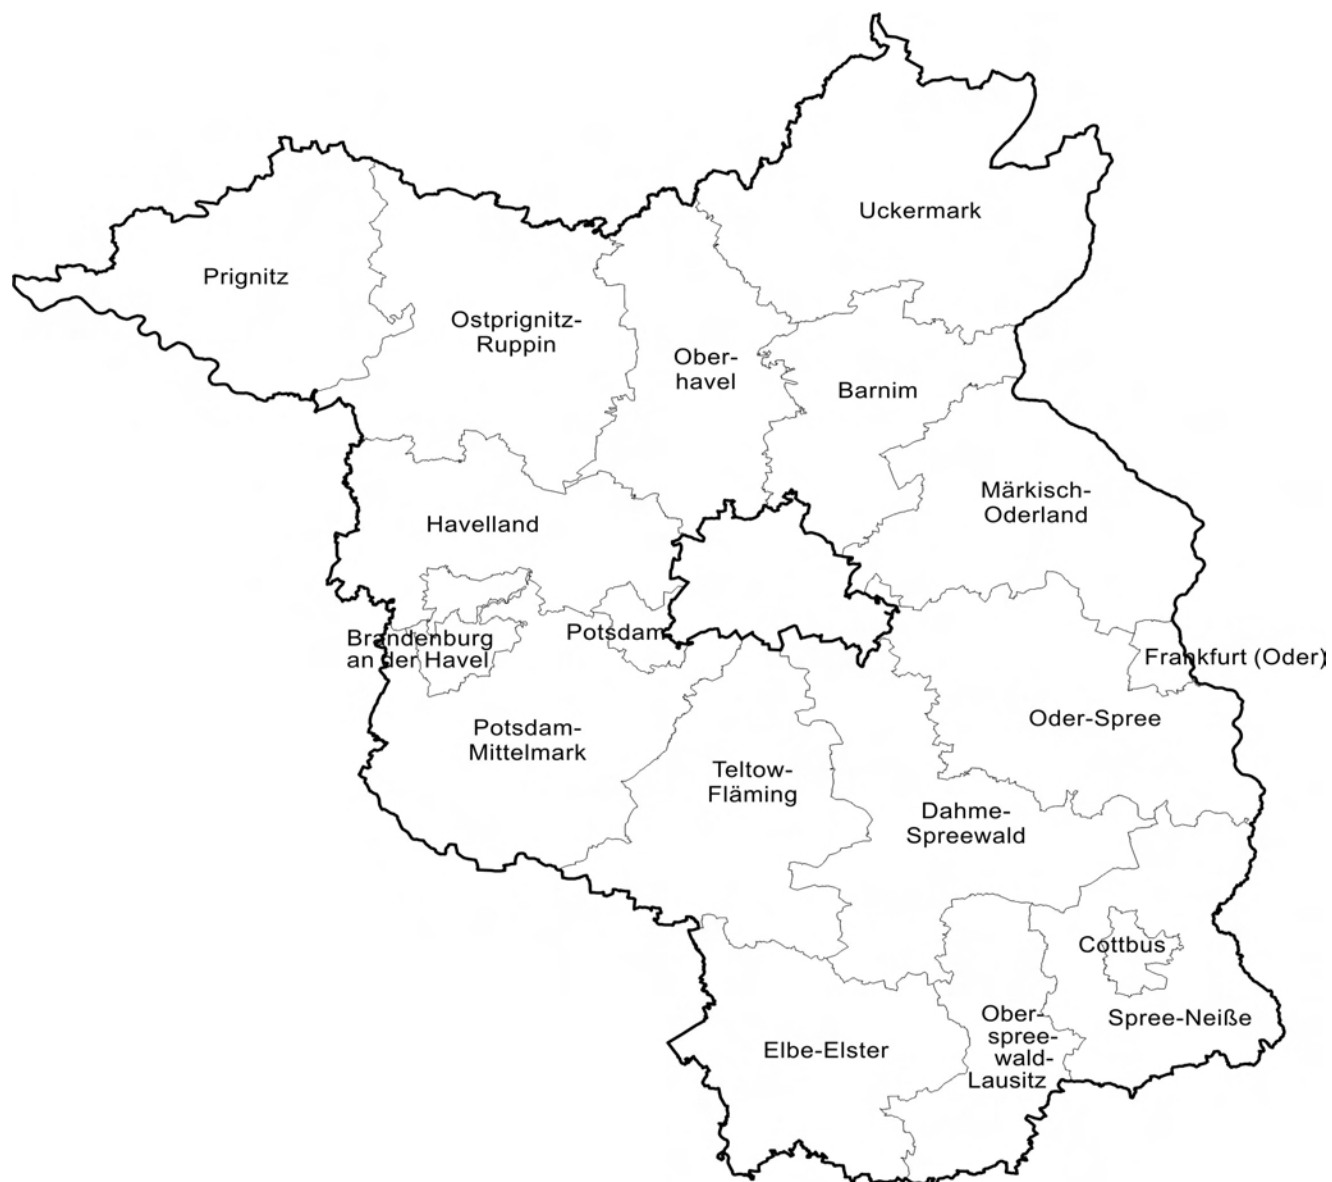 Uckermark
Prignitz
Ostprignitz-
Ruppin
Ober-
havel
Barnim
Märkisch-
Oderland
Havelland
Brandenburg
an der Havel
Potsdam
Frankfurt (Oder)
Potsdam-
Mittelmark
Oder-Spree
Teltow-
Fläming
Dahme-
Spreewald
Cottbus
Spree-Neiße
Elbe-Elster
Ober-
spree-
wald-
Lausitz